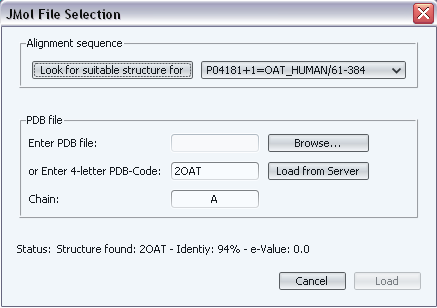 JMol File Selection
Alignment sequence
Look for suitable structure for P04181+1=OAT_HUMAN/61-384
PDB file
Enter PDB file: Browse...
or Enter 4-letter PDB-Code: 2OAT Load from Server
Chain: A
Status: Structure found: 2OAT - Identiy: 94% - e-Value: 0.0
Cancel Load